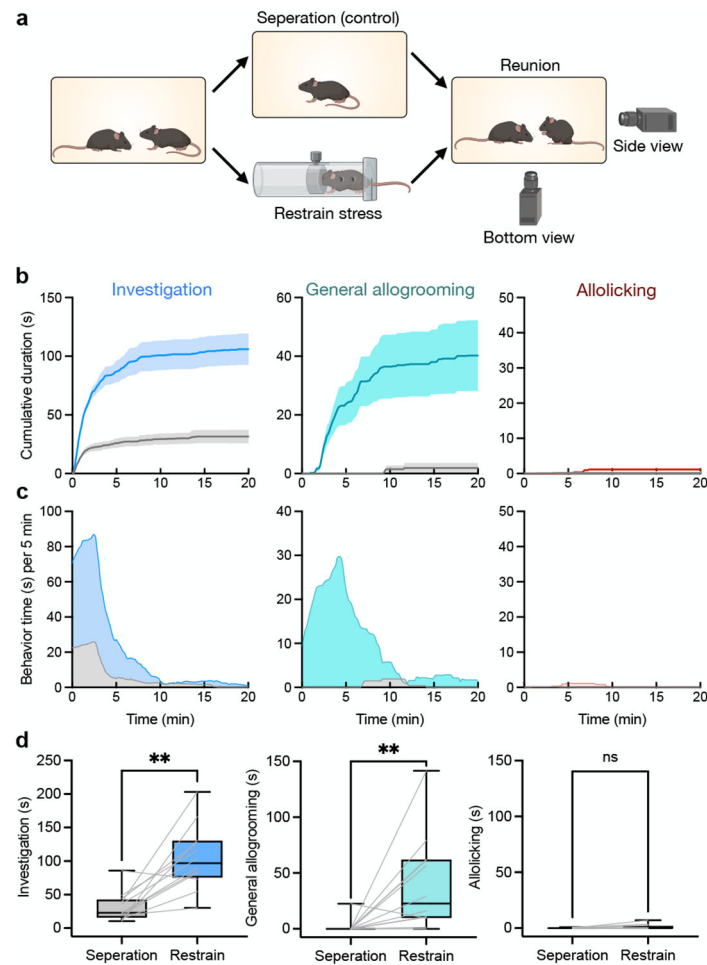 a
Seperation (control)
Reunion
Side view
Restrain stress
Bottom view
b
Investigation
General allogrooming
Allolicking
Cumulative duration (s)
150
100
50
0
0 5 10 15 20
60
40
20
0
0 5 10 15 20
50
40
30
20
10
0
0 5 10 15 20
c
Behavior time (s) per 5 min
100
80
60
40
20
0
0 5 10 15 20
Time (min)
40
30
20
10
0
0 5 10 15 20
Time (min)
50
40
30
20
10
0
0 5 10 15 20
Time (min)
d
Investigation (s)
250
200
150
100
50
0
**
Seperation Restrain
General allogrooming (s)
150
100
50
0
**
Seperation Restrain
Allolicking (s)
150
100
50
0
ns
Seperation Restrain